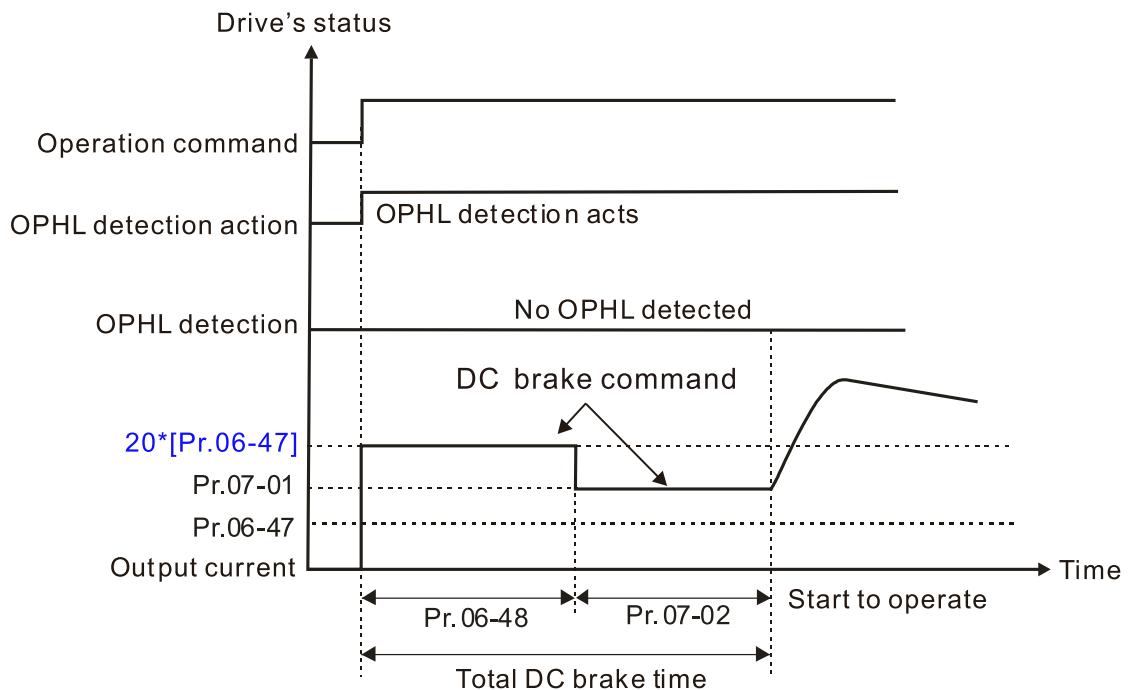 Drive's status
Operation command
OPHL detection action
OPHL detection acts
OPHL detection
No OPHL detected
DC brake command
20*[Pr.06-47]
Pr.07-01
Pr.06-47
Output current
Time
Pr.06-48
Pr.07-02
Start to operate
Total DC brake time